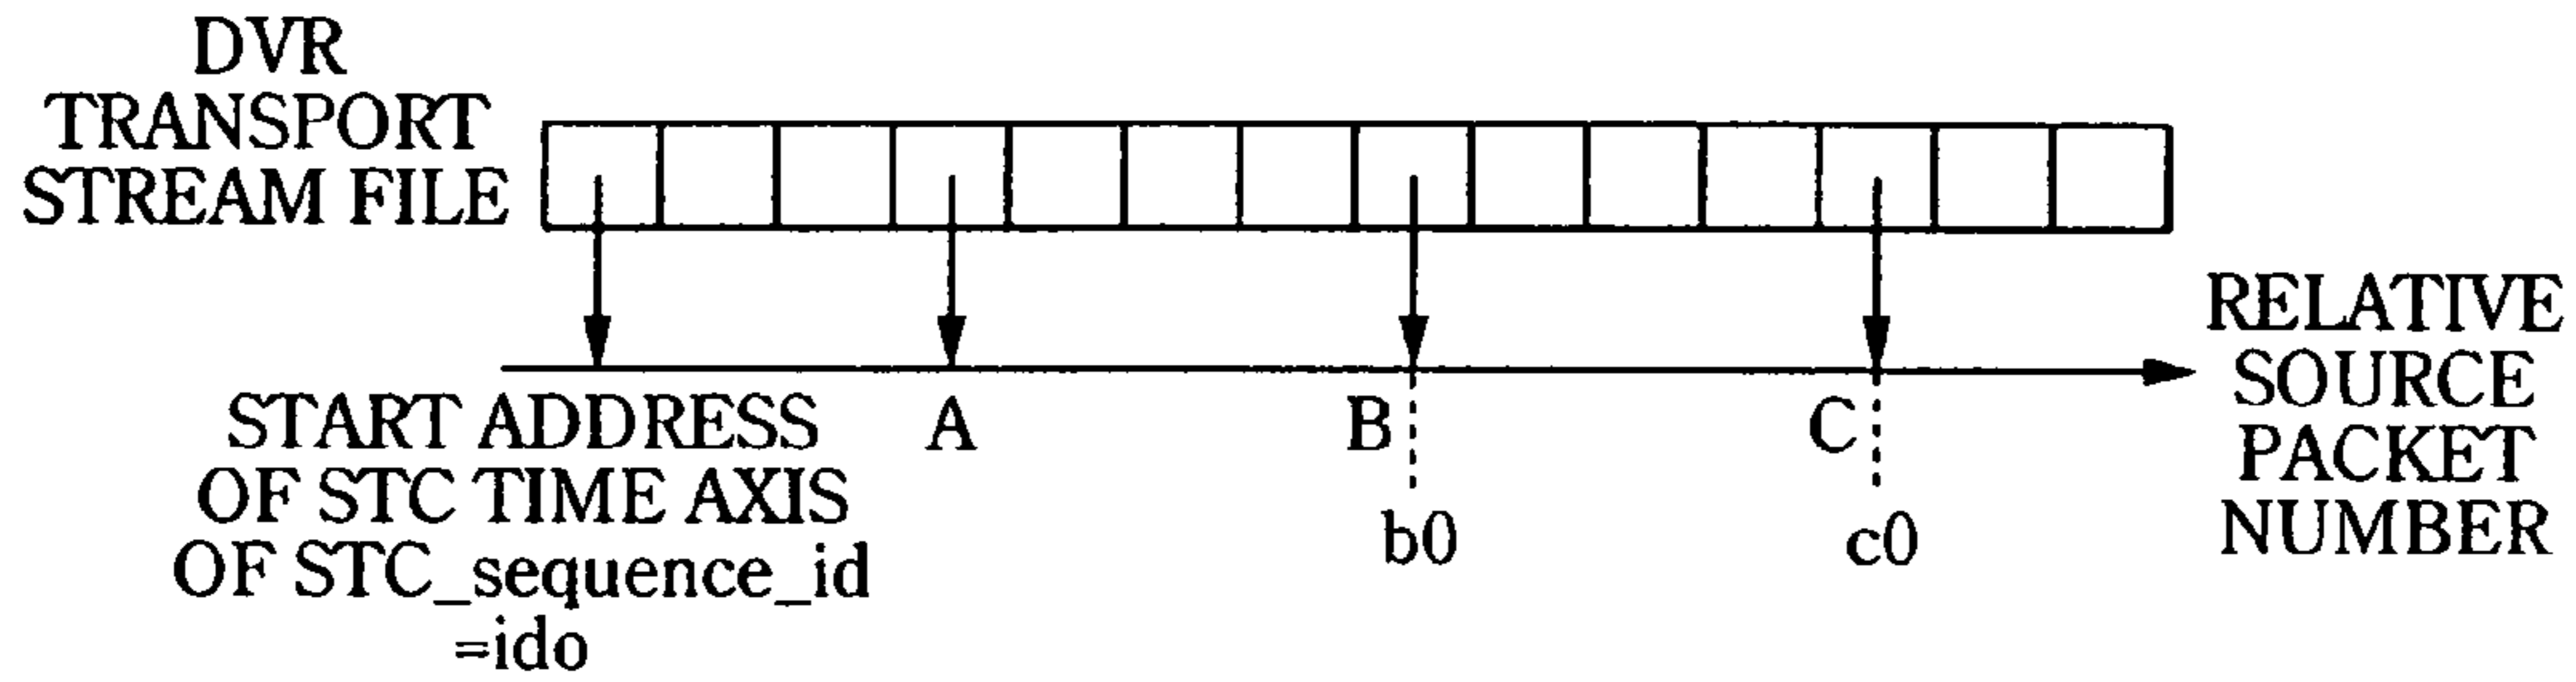 DVR
TRANSPORT
STREAM FILE
RELATIVE
SOURCE
PACKET
NUMBER
START ADDRESS
OF STC TIME AXIS
OF STC_sequence_id
=ido
A
B
C
b0
c0